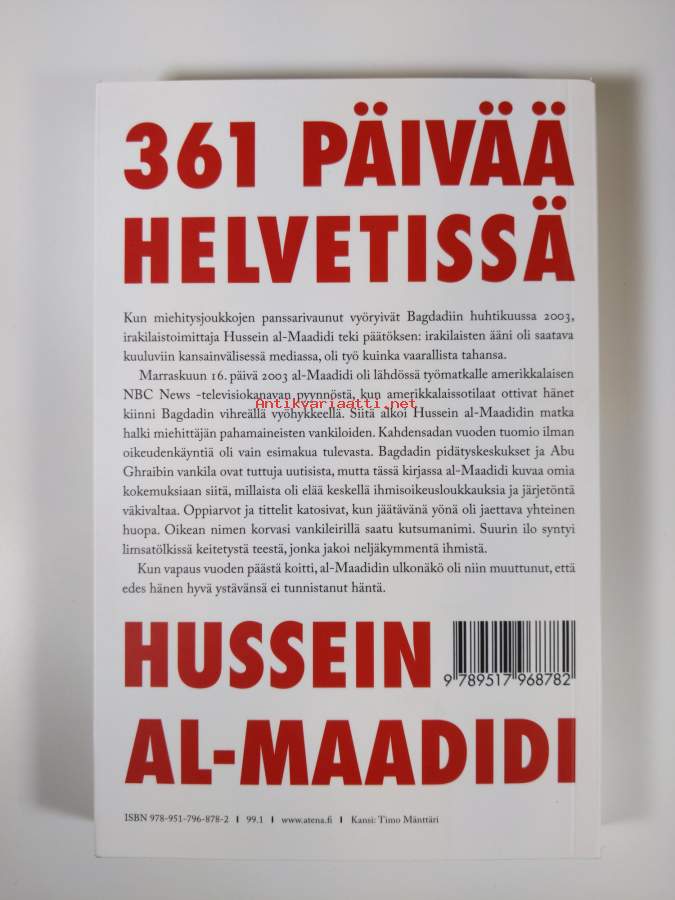 361 PÄIVÄÄ
HELVETISSÄ
Kun miehitysjoukkojen panssarivaunut vyöryivät Bagdadiin huhtikuussa 2003,
irakilaistoimittaja Hussein al-Maadidi teki päätöksen: irakilaisten ääni oli saatava
kuuluviin kansainvälisessä mediassa, oli työ kuinka vaarallista tahansa.
Marraskuun 16. päivä 2003 al-Maadidi oli lähdössä työmatkalle amerikkalaisen
NBC News -televisiokanavan pyynnöstä, kun amerikkalaissotilaat ottivat hänet
Antikvariaatti.net
kiinni Bagdadin vihreällä vyöhykkeellä. Siitä alkoi Hussein al-Maadidin matka
halki miehittäjän pahamaineisten vankiloiden. Kahdensadan vuoden tuomio ilman
oikeudenkäyntiä oli vain esimakua tulevasta. Bagdadin pidätyskeskukset ja Abu
Ghraibin vankila ovat tuttuja uutisista, mutta tässä kirjassa al-Maadidi kuvaa omia
kokemuksiaan siitä, millaista oli elää keskellä ihmisoikeusloukkauksia ja järjetöntä
väkivaltaa. Oppiarvot ja tittelit katosivat, kun jäätävänä yönä oli jaettava yhteinen
huopa. Oikean nimen korvasi vankileirillä saatu kutsumanimi. Suurin ilo syntyi
limsatölkissä keitetystä teestä, jonka jakoi neljäkymmentä ihmistä.
Kun vapaus vuoden päästä koitti, al-Maadidin ulkonäkö oli niin muuttunut, että
edes hänen hyvä ystävänsä ei tunnistanut häntä.
HUSSEIN
9 789517 968782
AL-MAADIDI
ISBN 978-951-796-878-2 | 99.1 | www.atena.fi | Kansi: Timo Mänttäri